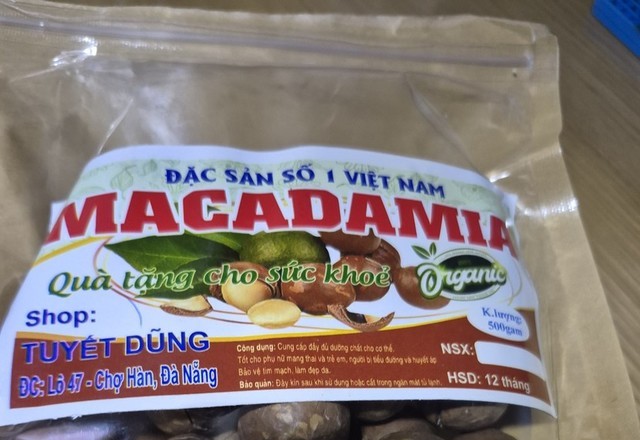 ĐẶC SẢN SỐ 1 VIỆT NAM
MACADAMIA
Quà tặng cho sức khoẻ
Organic
K.lượng:
500gam
Shop:
TUYẾT DŨNG
ĐC: Lô 47 - Chợ Hàn, Đà Nẵng
Công dụng: Cung cấp đầy đủ dưỡng chất cho cơ thể.
Tốt cho phụ nữ mang thai và trẻ em, người bị tiểu đường và huyết áp
Bảo vệ tim mạch, làm đẹp da.
Bảo quản: Đậy kín sau khi sử dụng hoặc cất trong ngăn mát tủ lạnh.
NSX:
HSD: 12 tháng